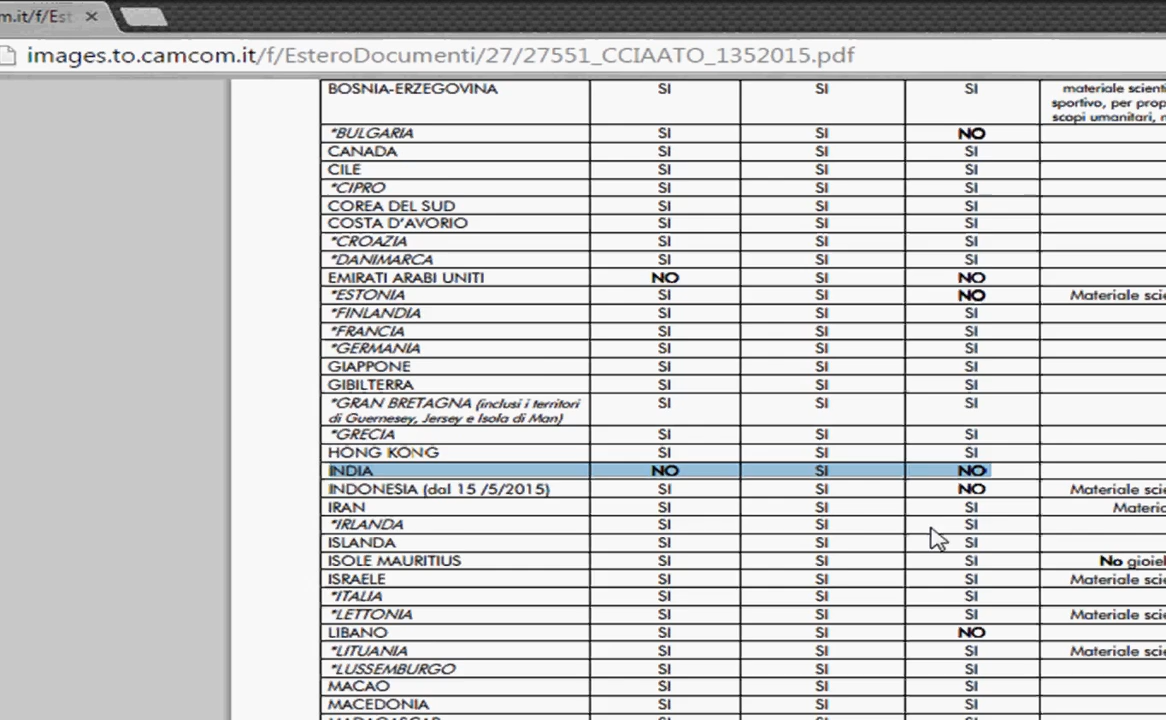 m.it/f/Est
images.to.camcom.it/f/EsteroDocumenti/27/27551_CCIAATO_1352015.pdf
BOSNIA-ERZEGOVINA SI SI SI materiale
sportivo, per
scopi umanitari,
*BULGARIA SI SI NO
CANADA SI SI SI
CILE SI SI SI
*CIPRO SI SI SI
COREA DEL SUD SI SI SI
COSTA D'AVORIO SI SI SI
*CROAZIA SI SI SI
*DANIMARCA SI SI SI
EMIRATI ARABI UNITI NO SI NO
*ESTONIA SI SI NO Materiale
*FINLANDIA SI SI SI
*FRANCIA SI SI SI
*GERMANIA SI SI SI
GIAPPONE SI SI SI
GIBILTERRA SI SI SI
*GRAN BRETAGNA (inclusi i territori SI SI SI
di Guernesey, Jersey e Isola di Man)
*GRECIA SI SI SI
HONG KONG SI SI SI
INDIA NO SI NO
INDONESIA (dal 15 /5/2015) SI SI NO Materiale
IRAN SI SI SI
*IRLANDA SI SI SI
ISLANDA SI SI SI
ISOLE MAURITIUS SI SI SI No
ISRAELE SI SI SI Materiale
*ITALIA SI SI SI
*LETTONIA SI SI SI Materiale
LIBANO SI SI NO
*LITUANIA SI SI SI Materiale
*LUSSEMBURGO SI SI SI
MACAO SI SI SI
MACEDONIA SI SI SI